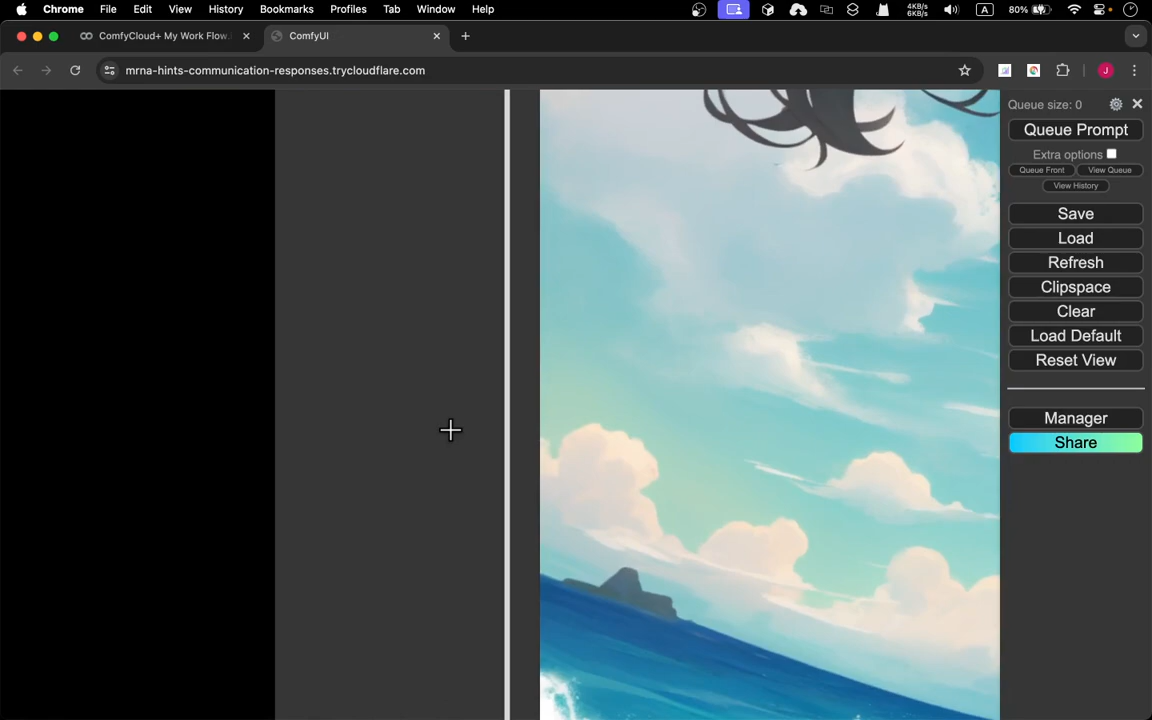 Chrome File Edit View History Bookmarks Profiles Tab Window Help 4KB/s 6KB/s A 80%
ComfyCloud+ My Work Flow. ComfyUI
mrna-hints-communication-responses.trycloudflare.com J
Queue size: 0
Queue Prompt
Extra options
Queue Front View Queue
View History
Save
Load
Refresh
Clipspace
Clear
Load Default
Reset View
Manager
Share